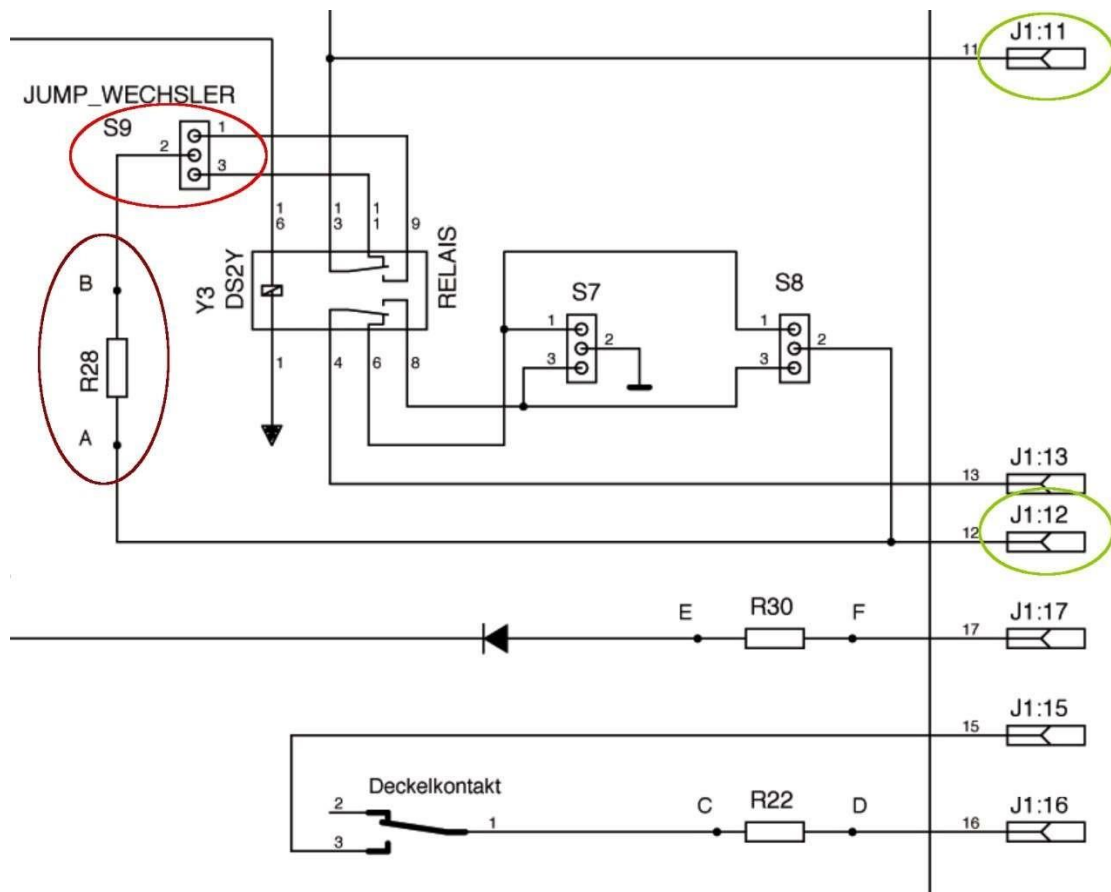 J1:11
11
JUMP_WECHSLER
S9
1
2
3
1 6
1 3
1 1
9
B
R28
A
Y3
DS2Y
RELAIS
1
4
6
8
S7
1
2
3
S8
1
2
3
J1:13
13
J1:12
12
E
R30
F
17
J1:17
J1:15
15
Deckelkontakt
2
3
1
C
R22
D
16
J1:16